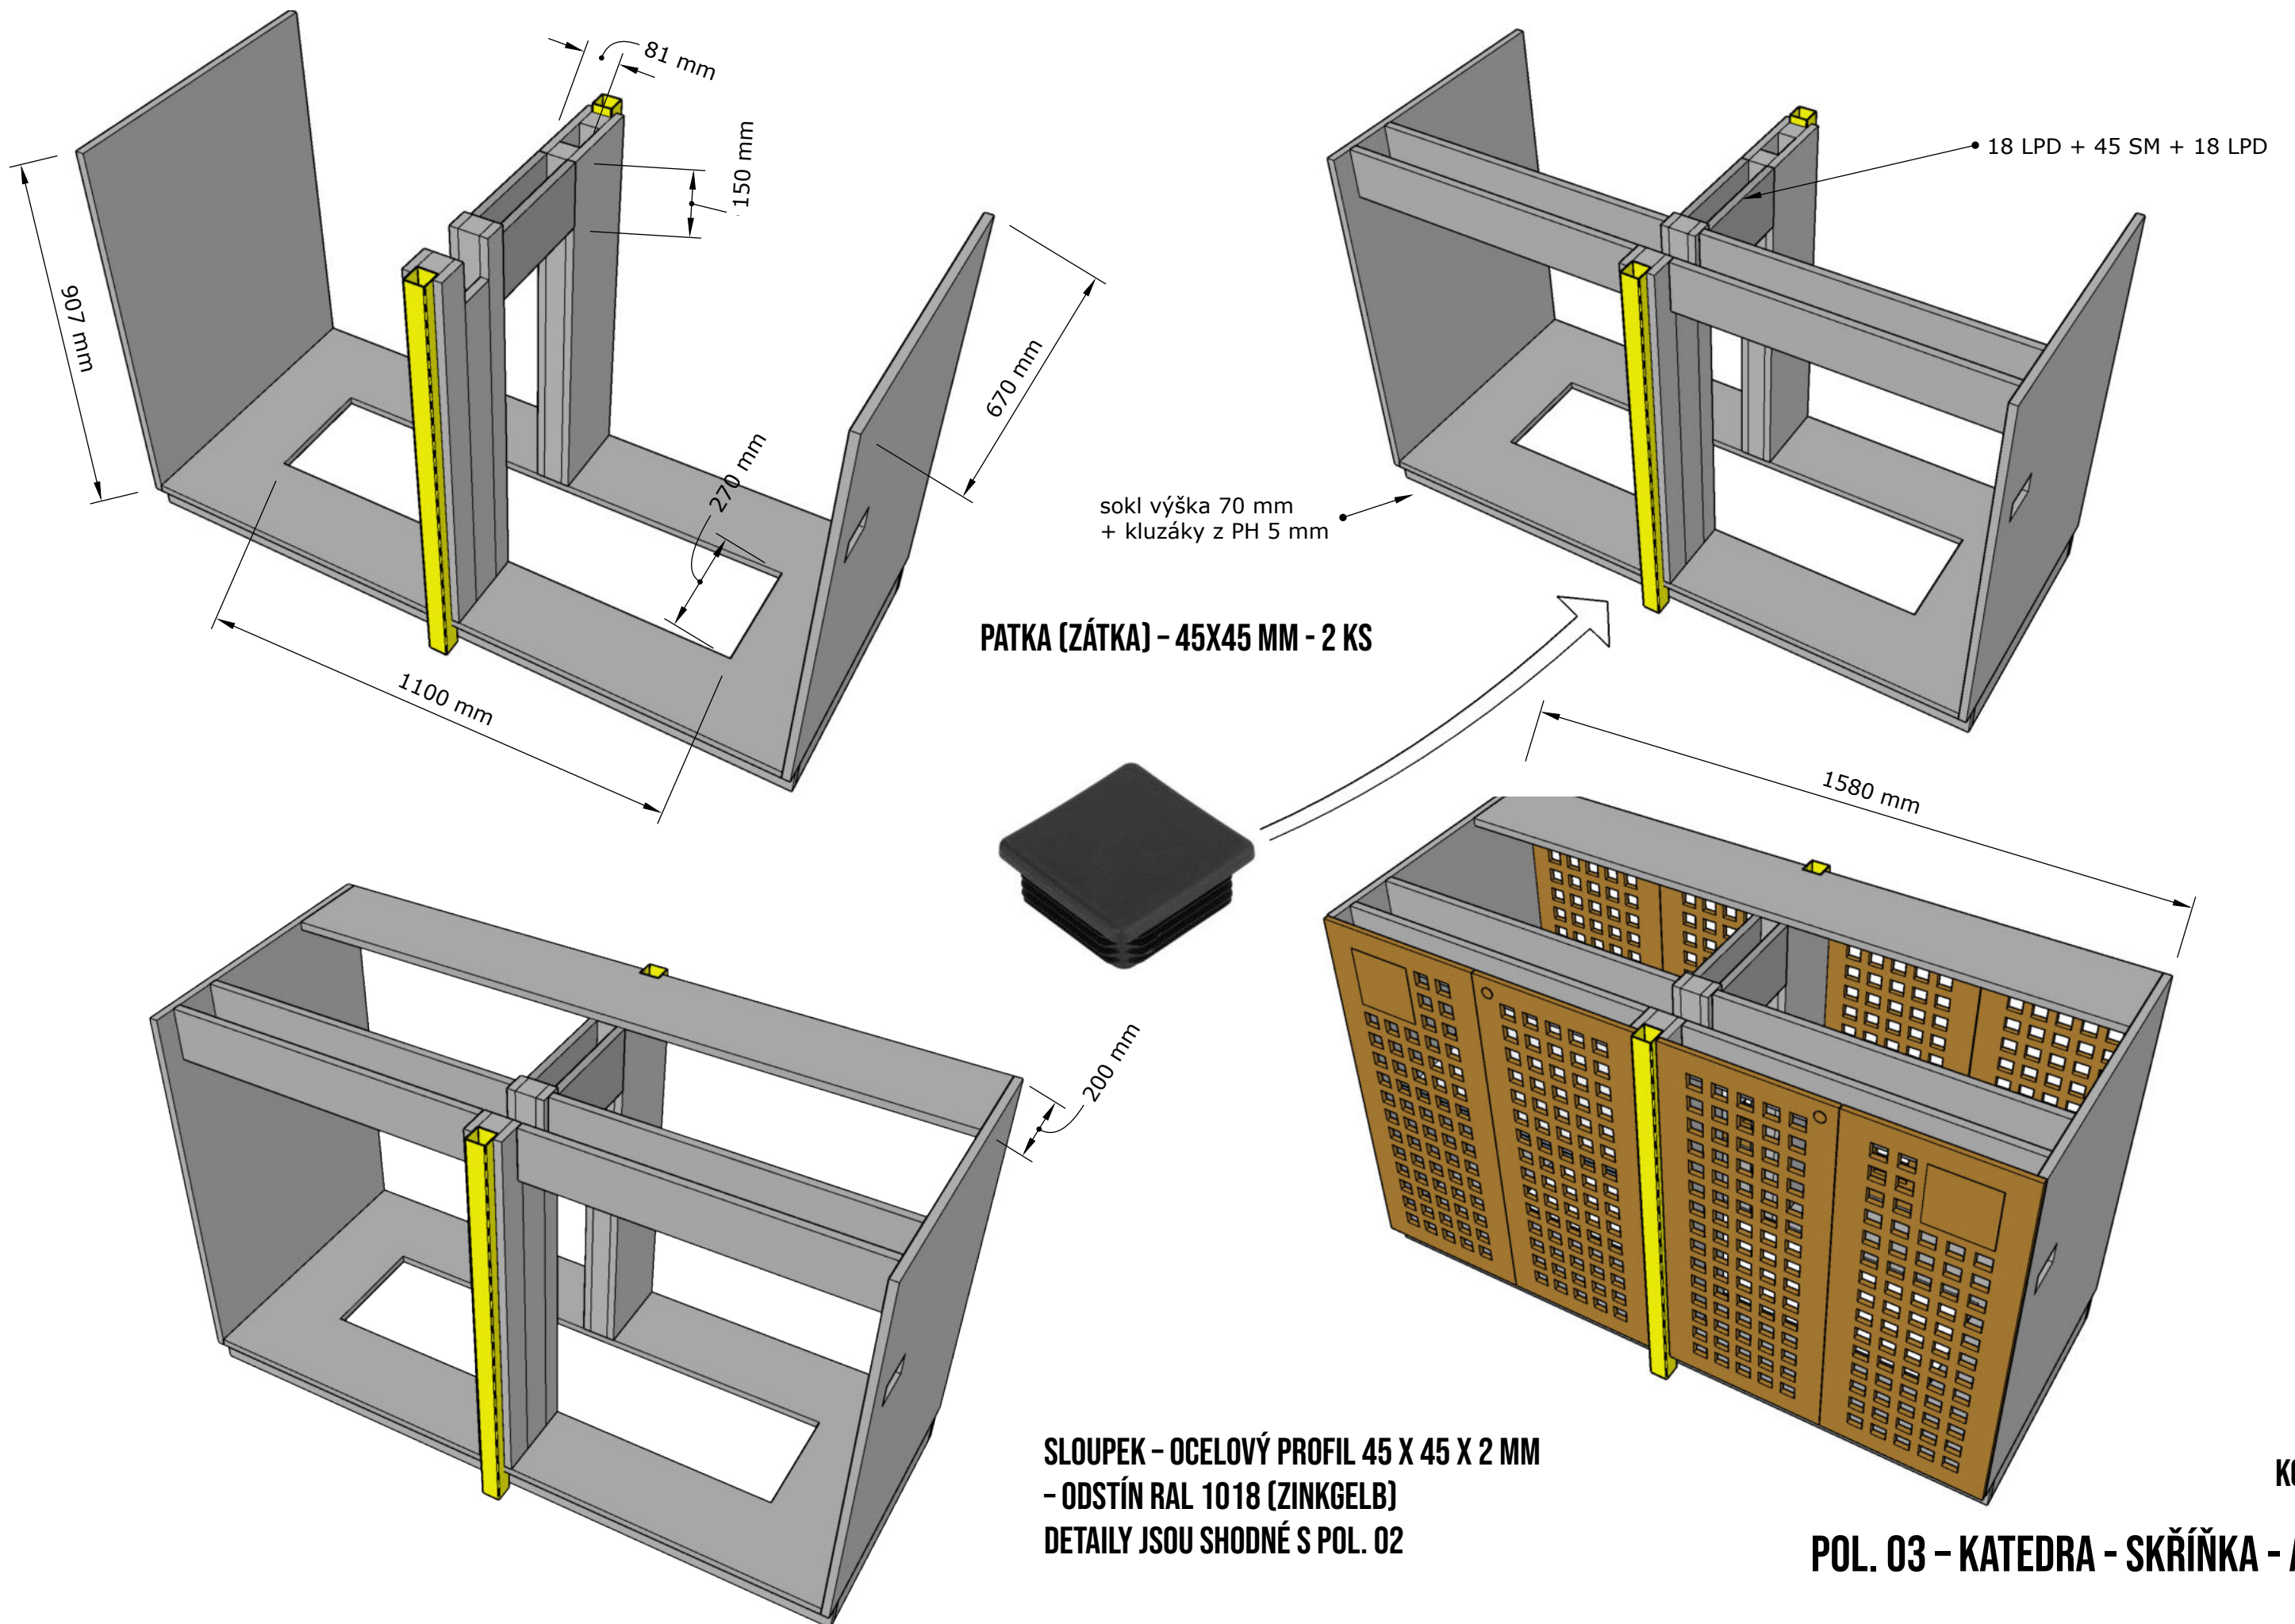 81 mm
150 mm
907 mm
670 mm
270 mm
1100 mm
18 LPD + 45 SM + 18 LPD
sokl výška 70 mm
+ kluzáky z PH 5 mm
PATKA (ZÁTKA) – 45X45 MM - 2 KS
1580 mm
200 mm
SLOUPEK – OCELOVÝ PROFIL 45 X 45 X 2 MM
– ODSTÍN RAL 1018 (ZINKGELB)
DETAILY JSOU SHODNÉ S POL. 02
POL. 03 – KATEDRA - SKŘÍŇKA -